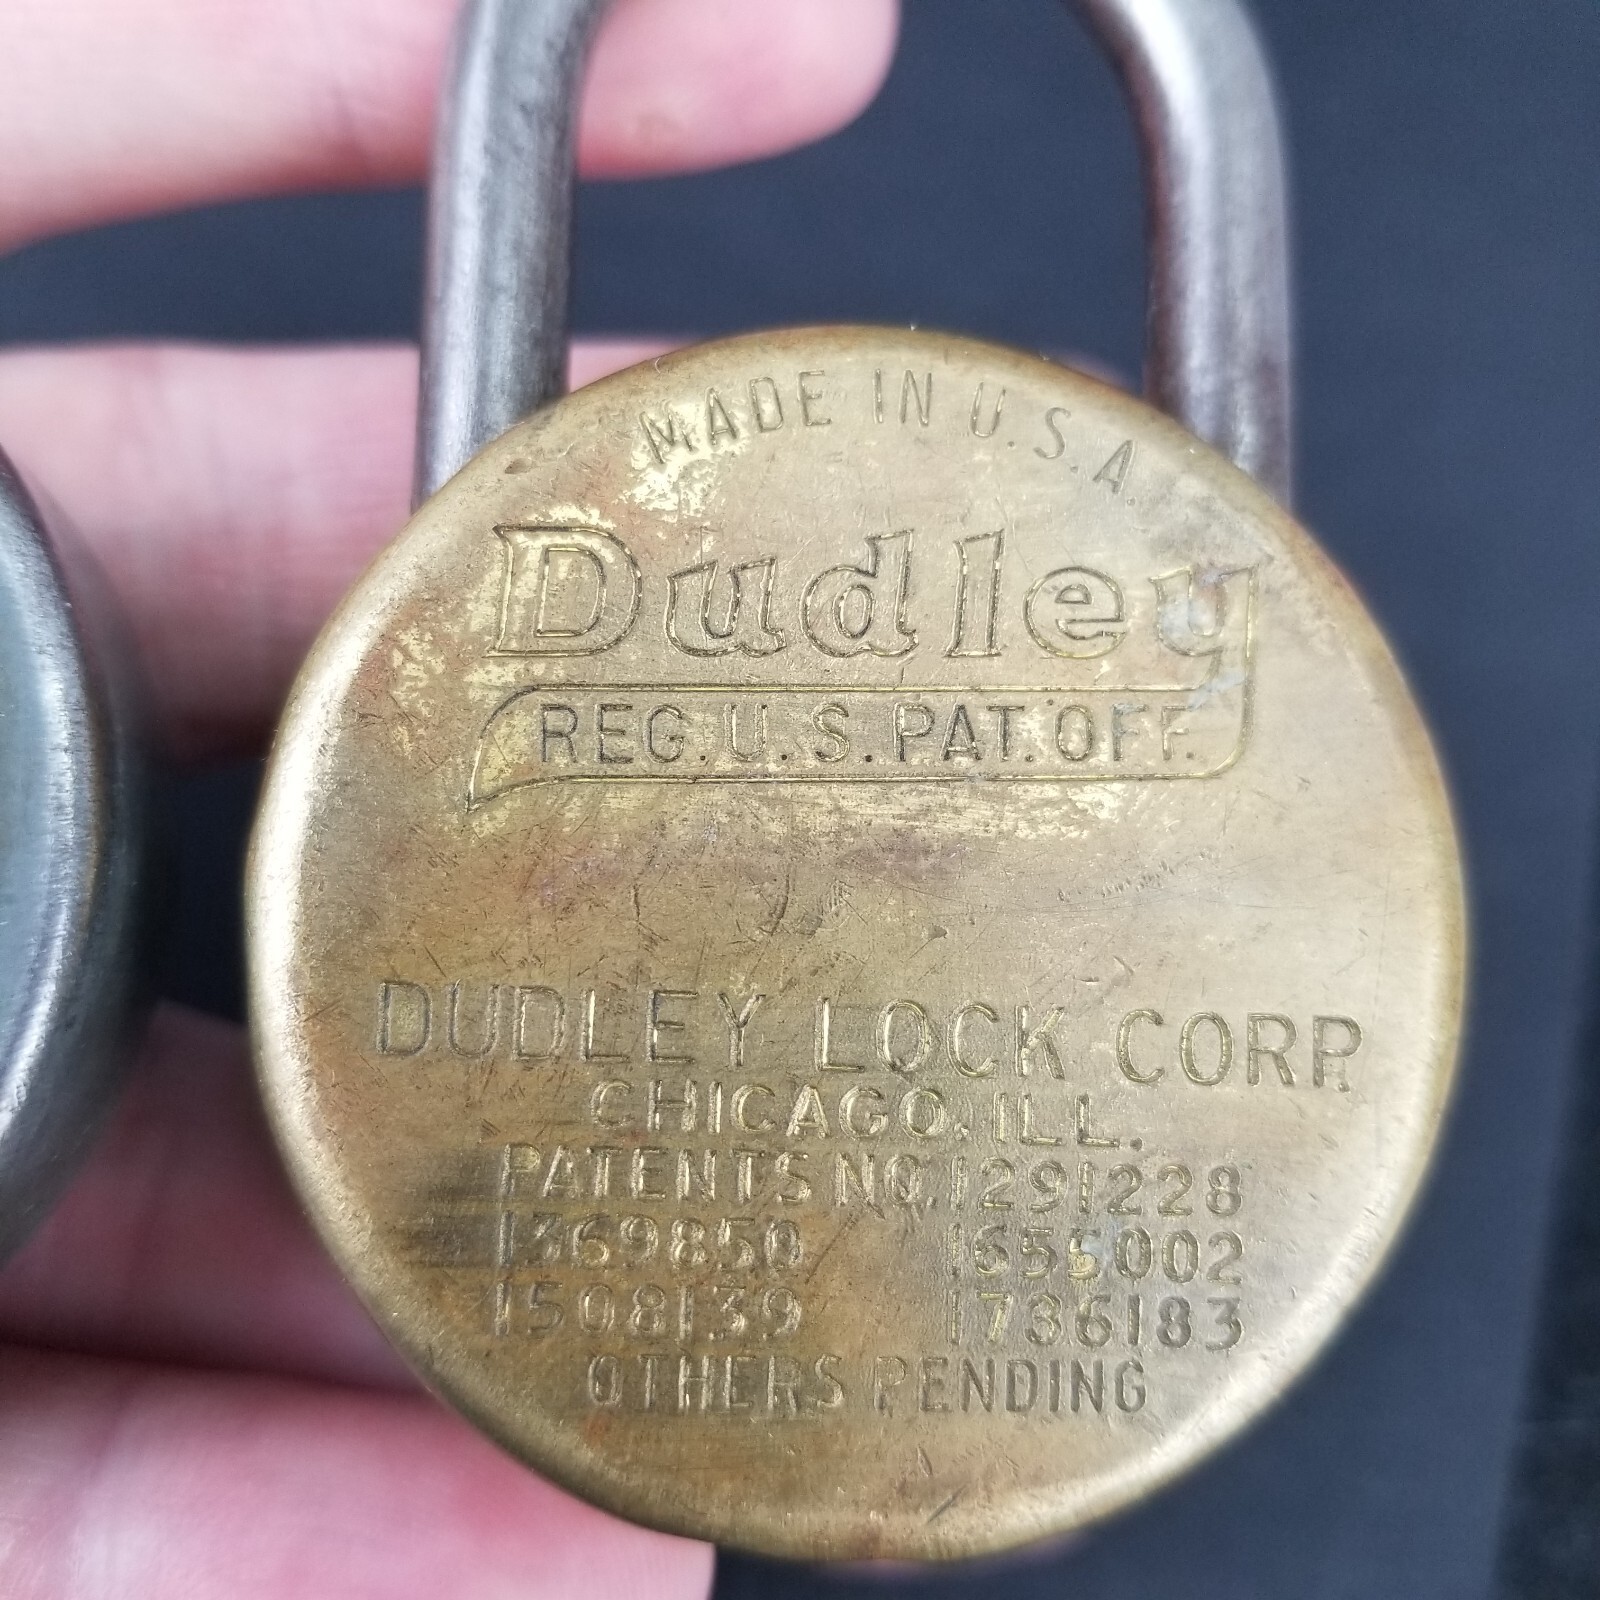 MADE IN U.S.A.
Dudley
REG. U.S. PAT. OFF.
DUDLEY LOCK CORP.
CHICAGO, ILL.
PATENTS NO. 1291228
1369850 1655002
1508139 1786183
OTHERS PENDING